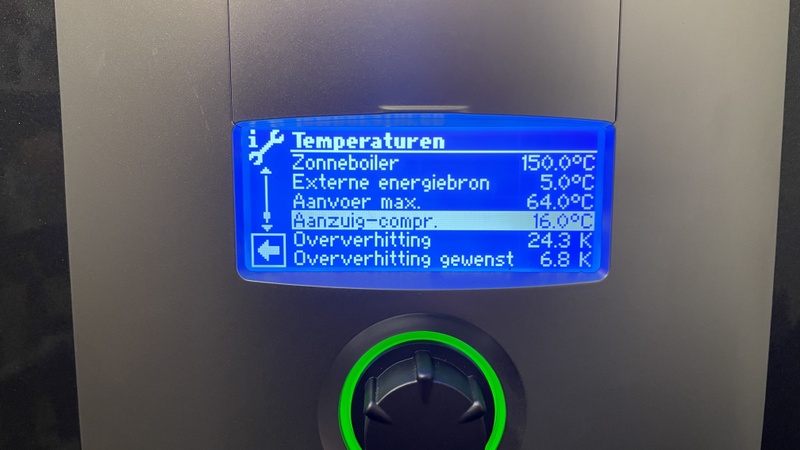 Temperaturen
Zonneboiler 150.0°C
Externe energiebron 5.0°C
Aanvoer max. 64.0°C
Aanzuig-compr. 16.0°C
Oververhitting 24.3 K
Oververhitting gewenst 6.8 K